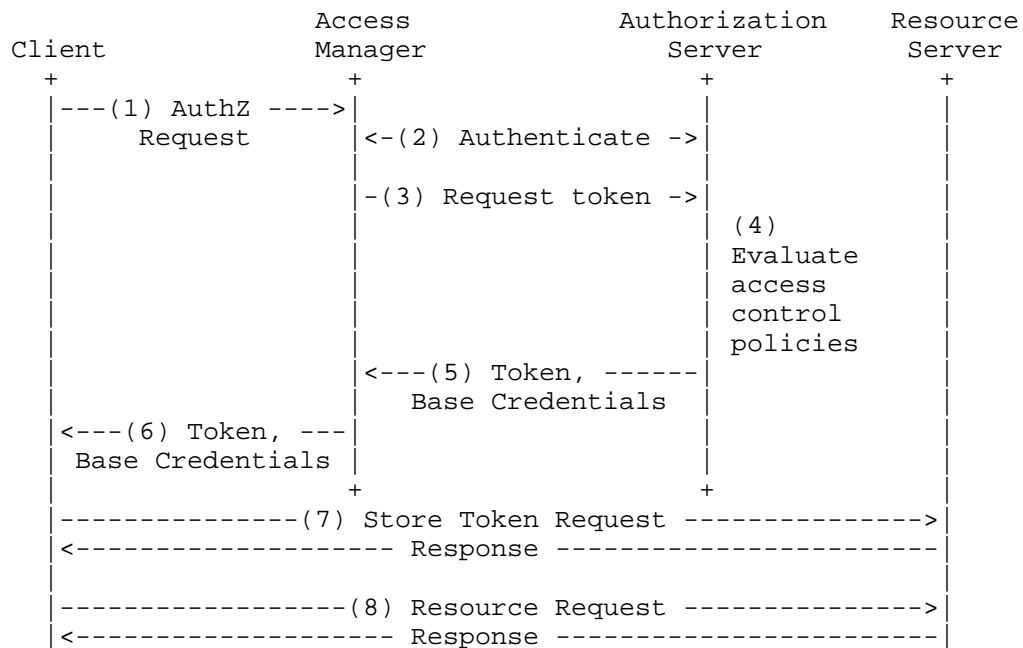 Access                Authorization    Resource
Client             Manager                  Server         Server
  +                  +                     +              +
  |---(1) AuthZ ---->|                     |              |
  |     Request      |<-(2) Authenticate ->|              |
  |                  |                     |              |
  |                  |-(3) Request token ->|              |
  |                  |                     | (4)          |
  |                  |                     | Evaluate     |
  |                  |                     | access       |
  |                  |                     | control      |
  |                  |                     | policies     |
  |                  |<---(5) Token, ------|              |
  |                  |   Base Credentials  |              |
  |<---(6) Token, ---|                     |              |
  | Base Credentials |                     |              |
  |                  +                     +              |
  |---------------(7) Store Token Request --------------->|
  |<-------------------- Response ------------------------|
  |                                                       |
  |------------------(8) Resource Request --------------->|
  |<-------------------- Response ------------------------|